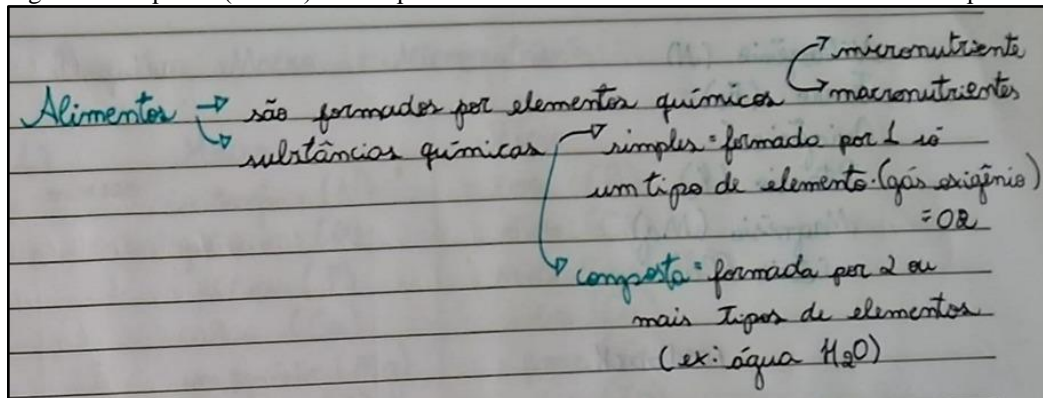 micronutriente
Alimentos → são formados por elementos químicos → macronutrientes
substâncias químicas → simples = formada por 1 só
um tipo de elemento. (gás oxigênio)
= O2
composta = formada por 2 ou
mais tipos de elementos
(ex: água H2O)